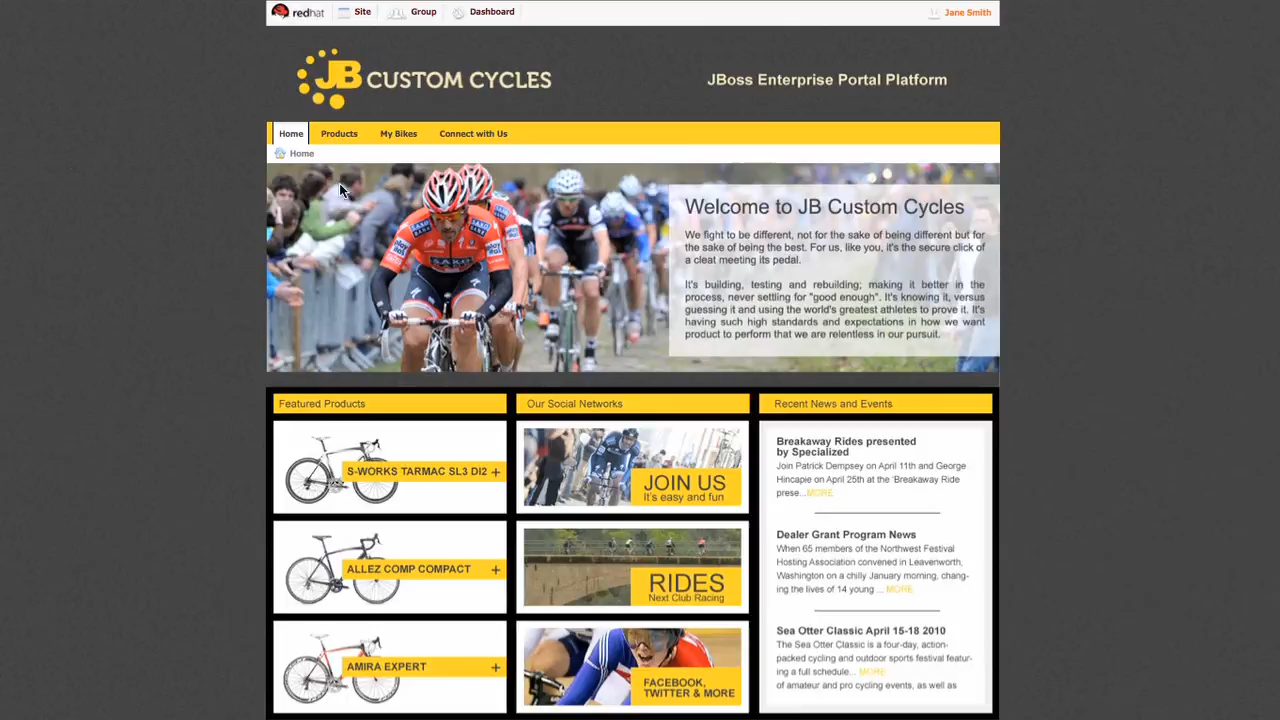 redhat Site Group Dashboard Jane Smith
JB CUSTOM CYCLES
JBoss Enterprise Portal Platform
Home Products My Bikes Connect with Us
Home
SAXO
Welcome to JB Custom Cycles
We fight to be different, not for the sake of being different but for
the sake of being the best. For us, like you, it's the secure click of
a cleat meeting its pedal.
It's building, testing and rebuilding; making it better in the
process, never settling for "good enough". It's knowing it, versus
guessing it and using the world's greatest athletes to prove it. It's
having such high standards and expectations in how we want
product to perform that we are relentless in our pursuit.
Featured Products
S-WORKS TARMAC SL3 DI2 +
ALLEZ COMP COMPACT +
AMIRA EXPERT +
Our Social Networks
JOIN US
It's easy and fun
RIDES
Next Club Racing
FACEBOOK,
TWITTER & MORE
Recent News and Events
Breakaway Rides presented
by Specialized
Join Patrick Dempsey on April 11th and George
Hincapie on April 25th at the 'Breakaway Ride
prese...MORE
Dealer Grant Program News
When 65 members of the Northwest Festival
Hosting Association convened in Leavenworth,
Washington on a chilly January morning, chang-
ing the lives of 14 young ... MORE
Sea Otter Classic April 15-18 2010
The Sea Otter Classic is a four-day, action-
packed cycling and outdoor sports festival featur-
ing a full schedule... MORE
of amateur and pro cycling events, as well as